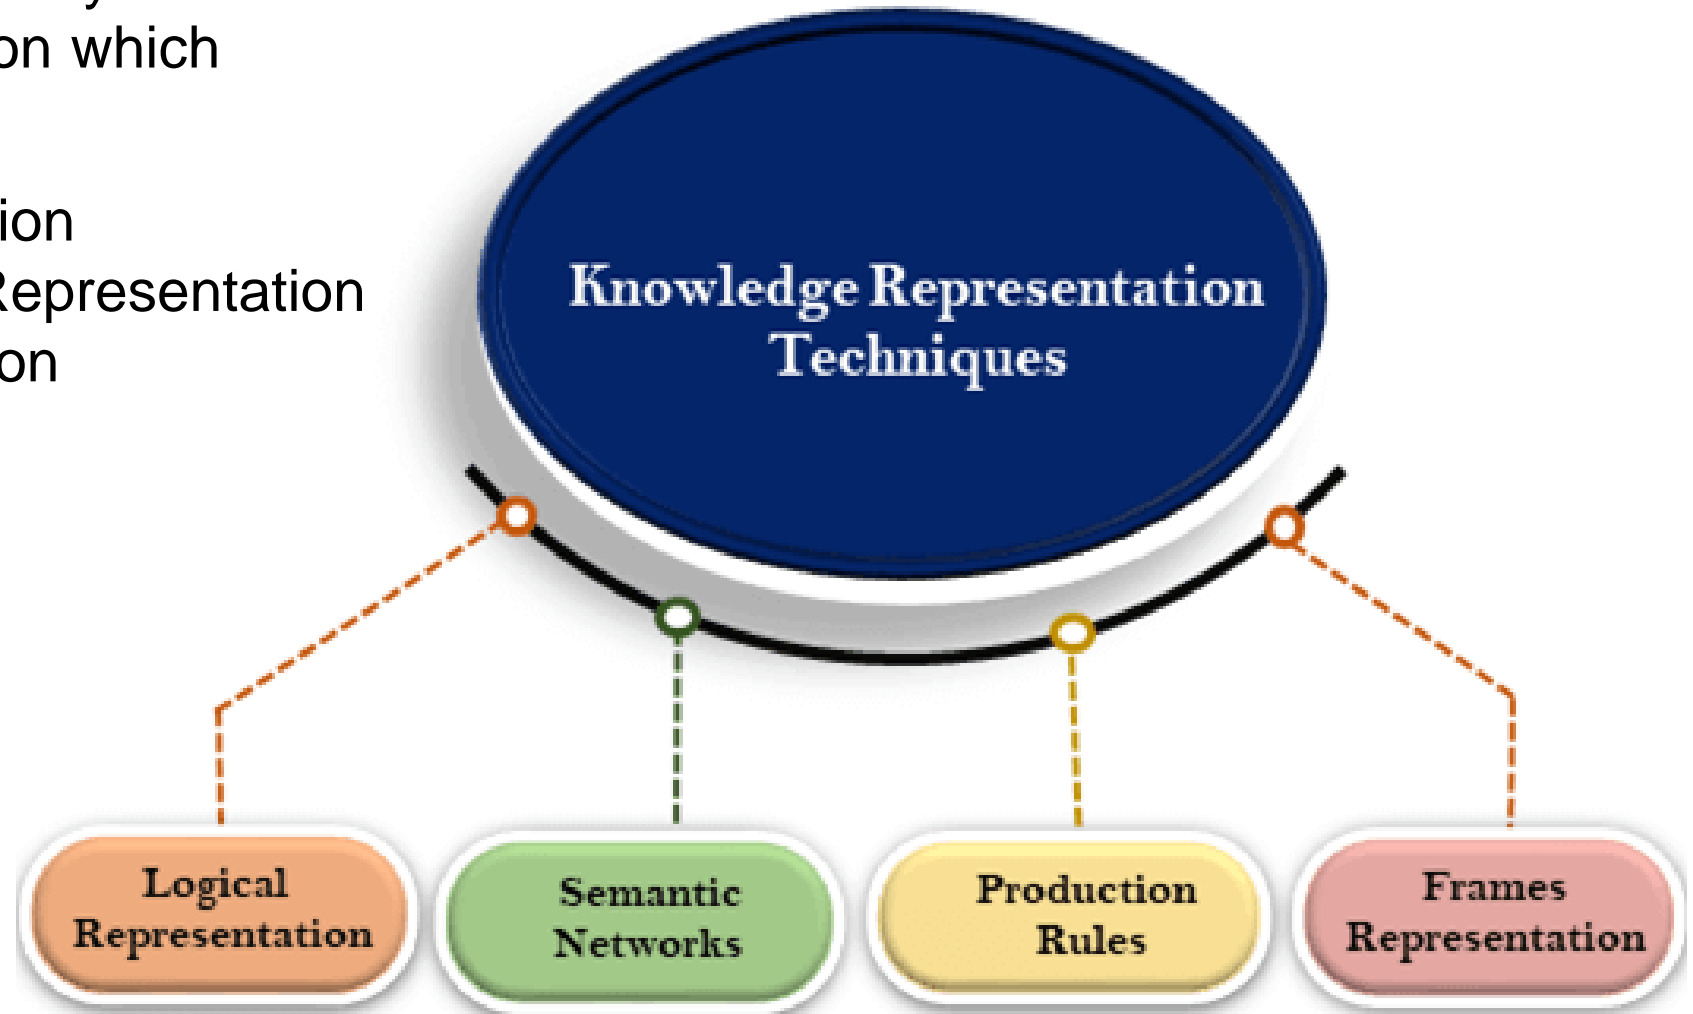 on which
ion
Representation
on
Knowledge Representation
Techniques
Logical
Representation
Semantic
Networks
Production
Rules
Frames
Representation